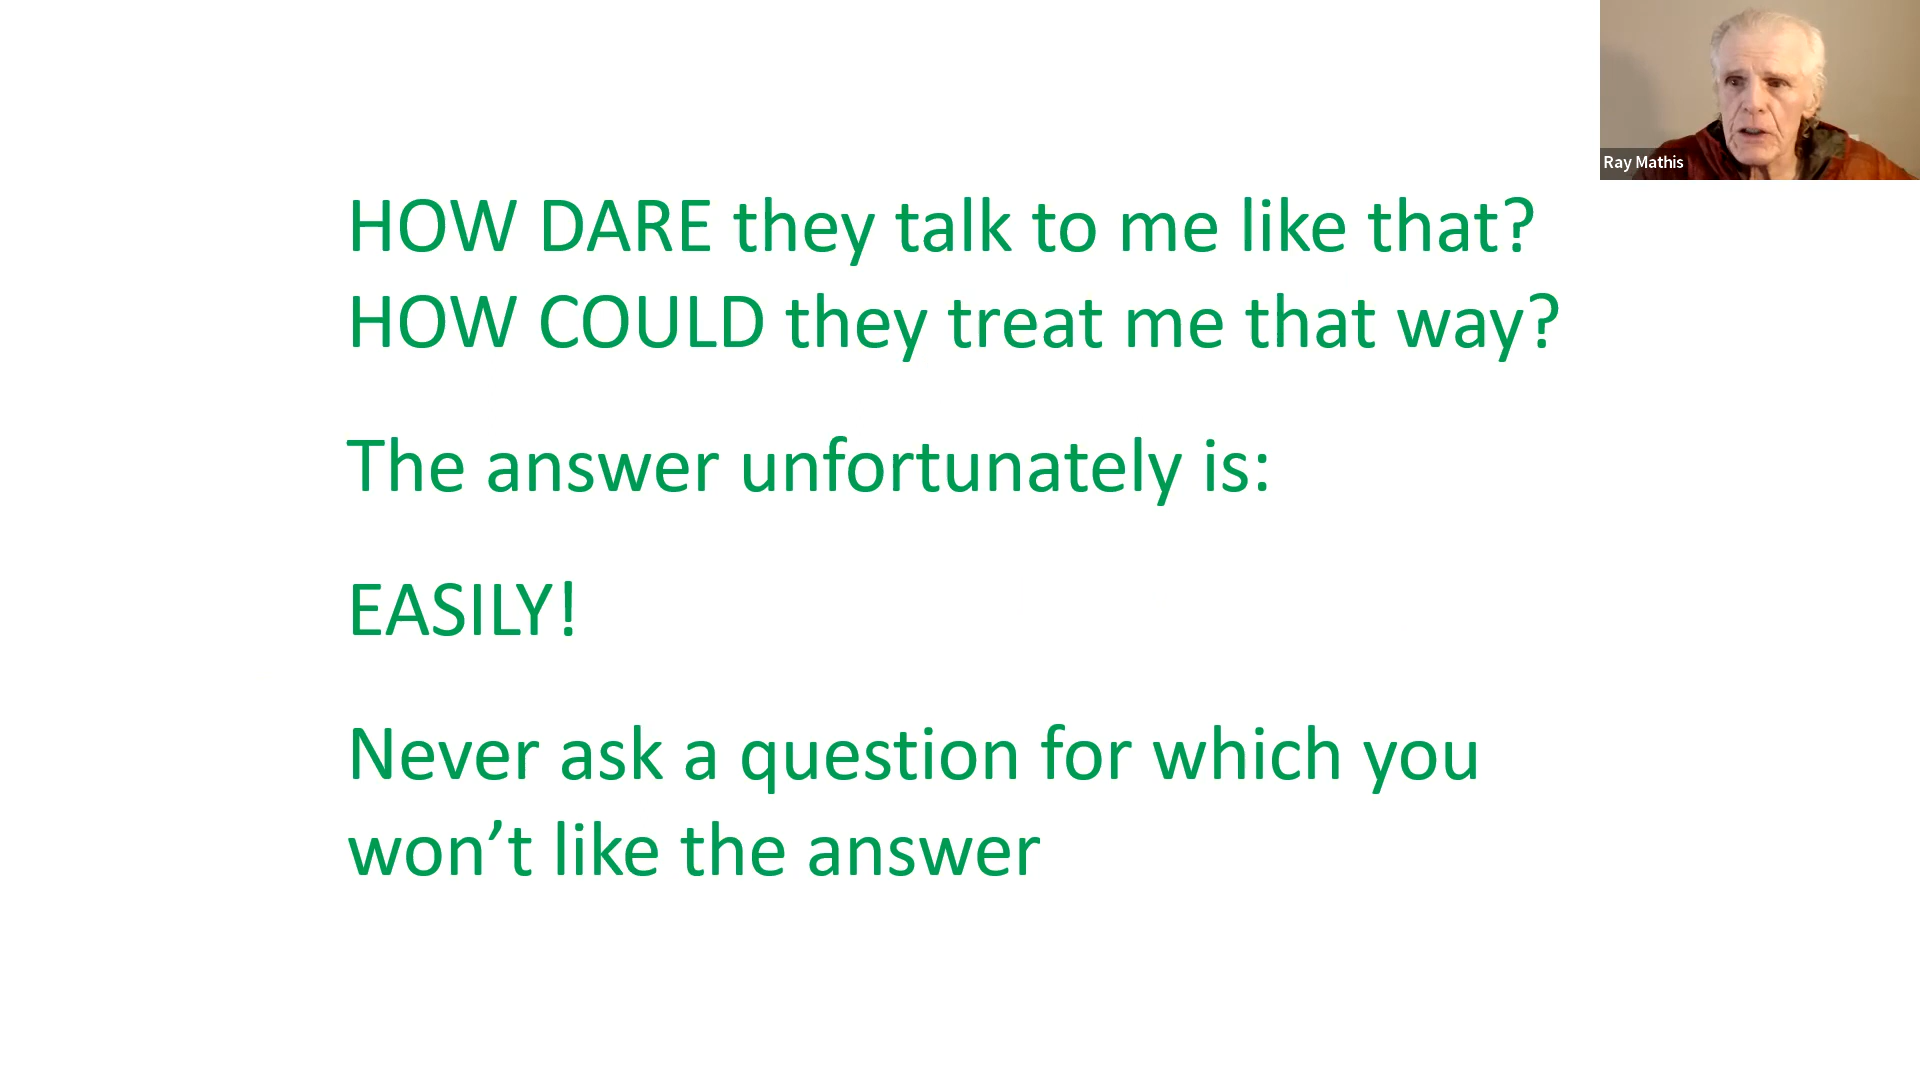 Ray Mathis
HOW DARE they talk to me like that?
HOW COULD they treat me that way?
The answer unfortunately is:
EASILY!
Never ask a question for which you
won’t like the answer